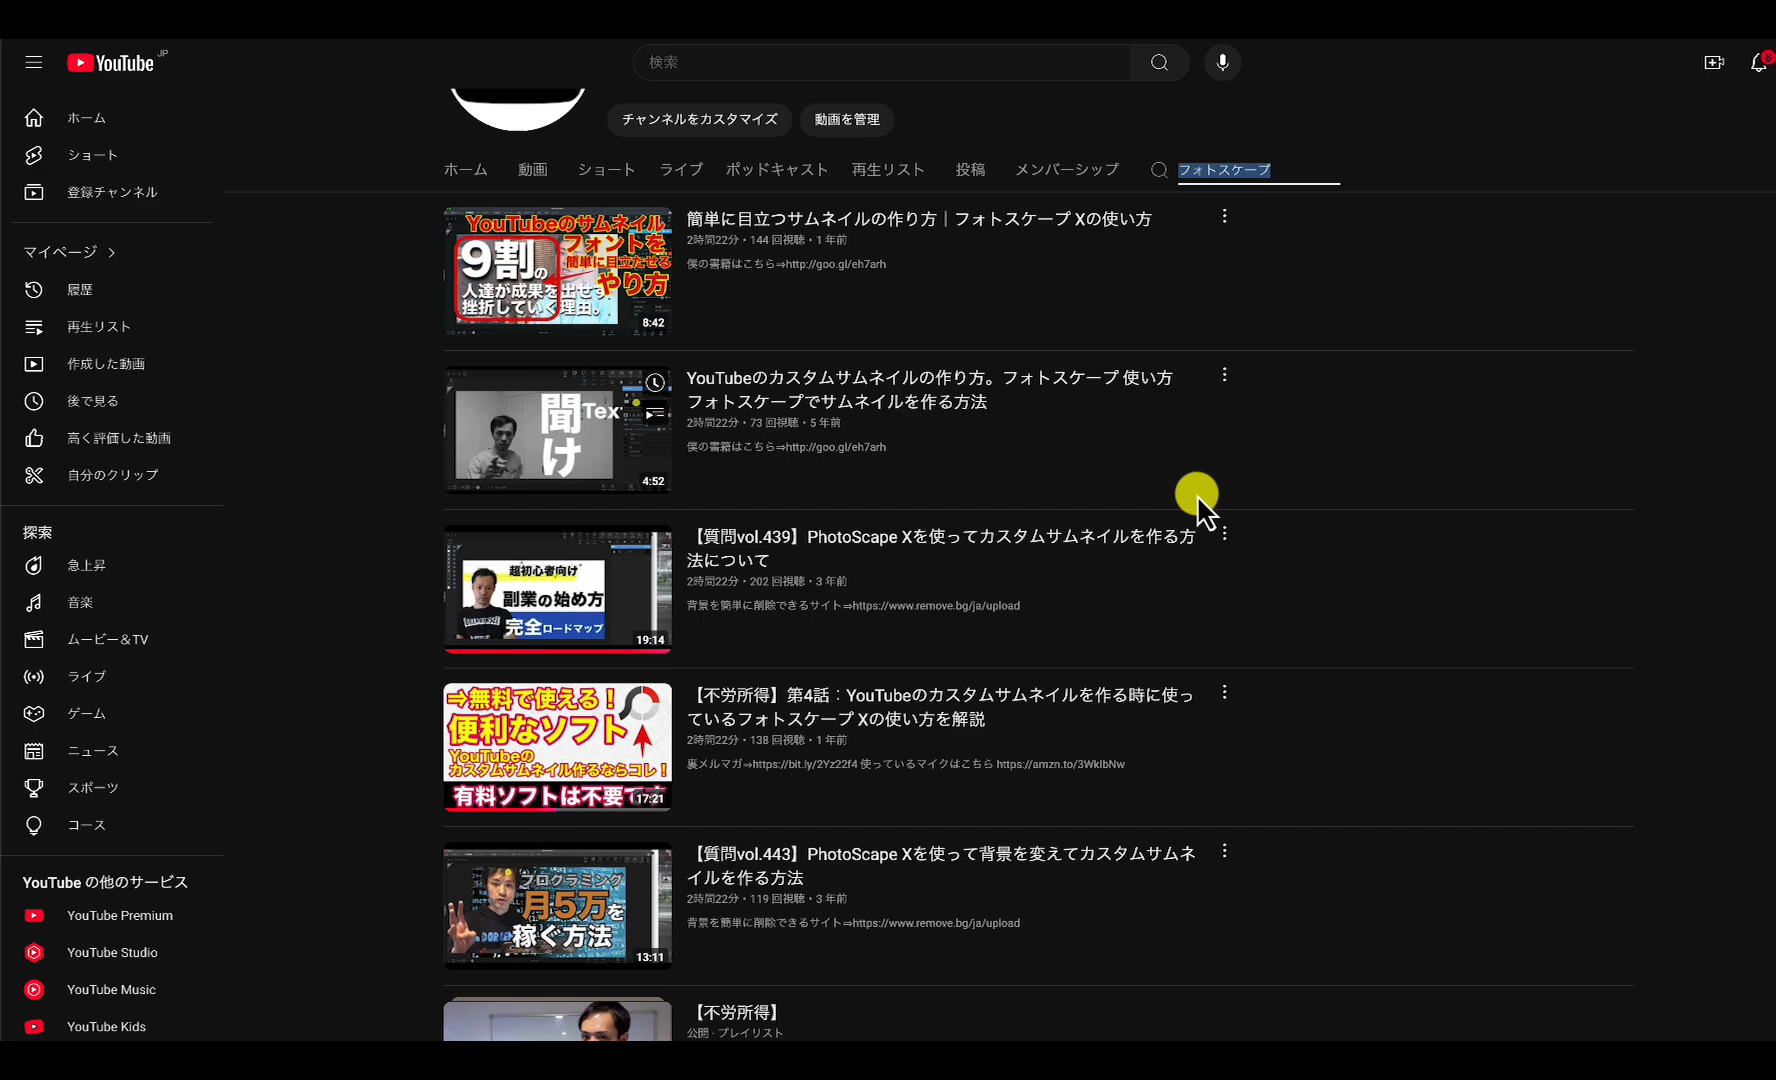 YouTube JP
検索
チャンネルをカスタマイズ
動画を管理
ホーム 動画 ショート ライブ ポッドキャスト 再生リスト 投稿 メンバーシップ フォトスケープ
ホーム
ショート
登録チャンネル
マイページ
履歴
再生リスト
作成した動画
後で見る
高く評価した動画
自分のクリップ
探索
急上昇
音楽
ムービー＆TV
ライブ
ゲーム
ニュース
スポーツ
コース
YouTube の他のサービス
YouTube Premium
YouTube Studio
YouTube Music
YouTube Kids
YouTubeのサムネイル
フォントを
簡単に目立たせる
やり方
9割の
人達が成果を出せず、
挫折していく理由。
8:42
簡単に目立つサムネイルの作り方｜フォトスケープ Xの使い方
2時間22分・144 回視聴・1 年前
僕の書籍はこちら⇒http://goo.gl/eh7arh
聞け
Tex
4:52
YouTubeのカスタムサムネイルの作り方。フォトスケープ 使い方
フォトスケープでサムネイルを作る方法
2時間22分・73 回視聴・5 年前
僕の書籍はこちら⇒http://goo.gl/eh7arh
超初心者向け
副業の始め方
完全ロードマップ
19:14
【質問vol.439】PhotoScape Xを使ってカスタムサムネイルを作る方
法について
2時間22分・202 回視聴・3 年前
背景を簡単に削除できるサイト⇒https://www.remove.bg/ja/upload
⇒無料で使える！
便利なソフト
YouTubeの
カスタムサムネイル作るならコレ！
有料ソフトは不要で
17:21
【不労所得】第4話：YouTubeのカスタムサムネイルを作る時に使っ
ているフォトスケープ Xの使い方を解説
2時間22分・138 回視聴・1 年前
裏メルマガ⇒https://bit.ly/2Yz22f4 使っているマイクはこちら https://amzn.to/3WkIbNw
プログラミング
月5万を
稼ぐ方法
13:11
【質問vol.443】PhotoScape Xを使って背景を変えてカスタムサムネ
イルを作る方法
2時間22分・119 回視聴・3 年前
背景を簡単に削除できるサイト⇒https://www.remove.bg/ja/upload
【不労所得】
公開・プレイリスト